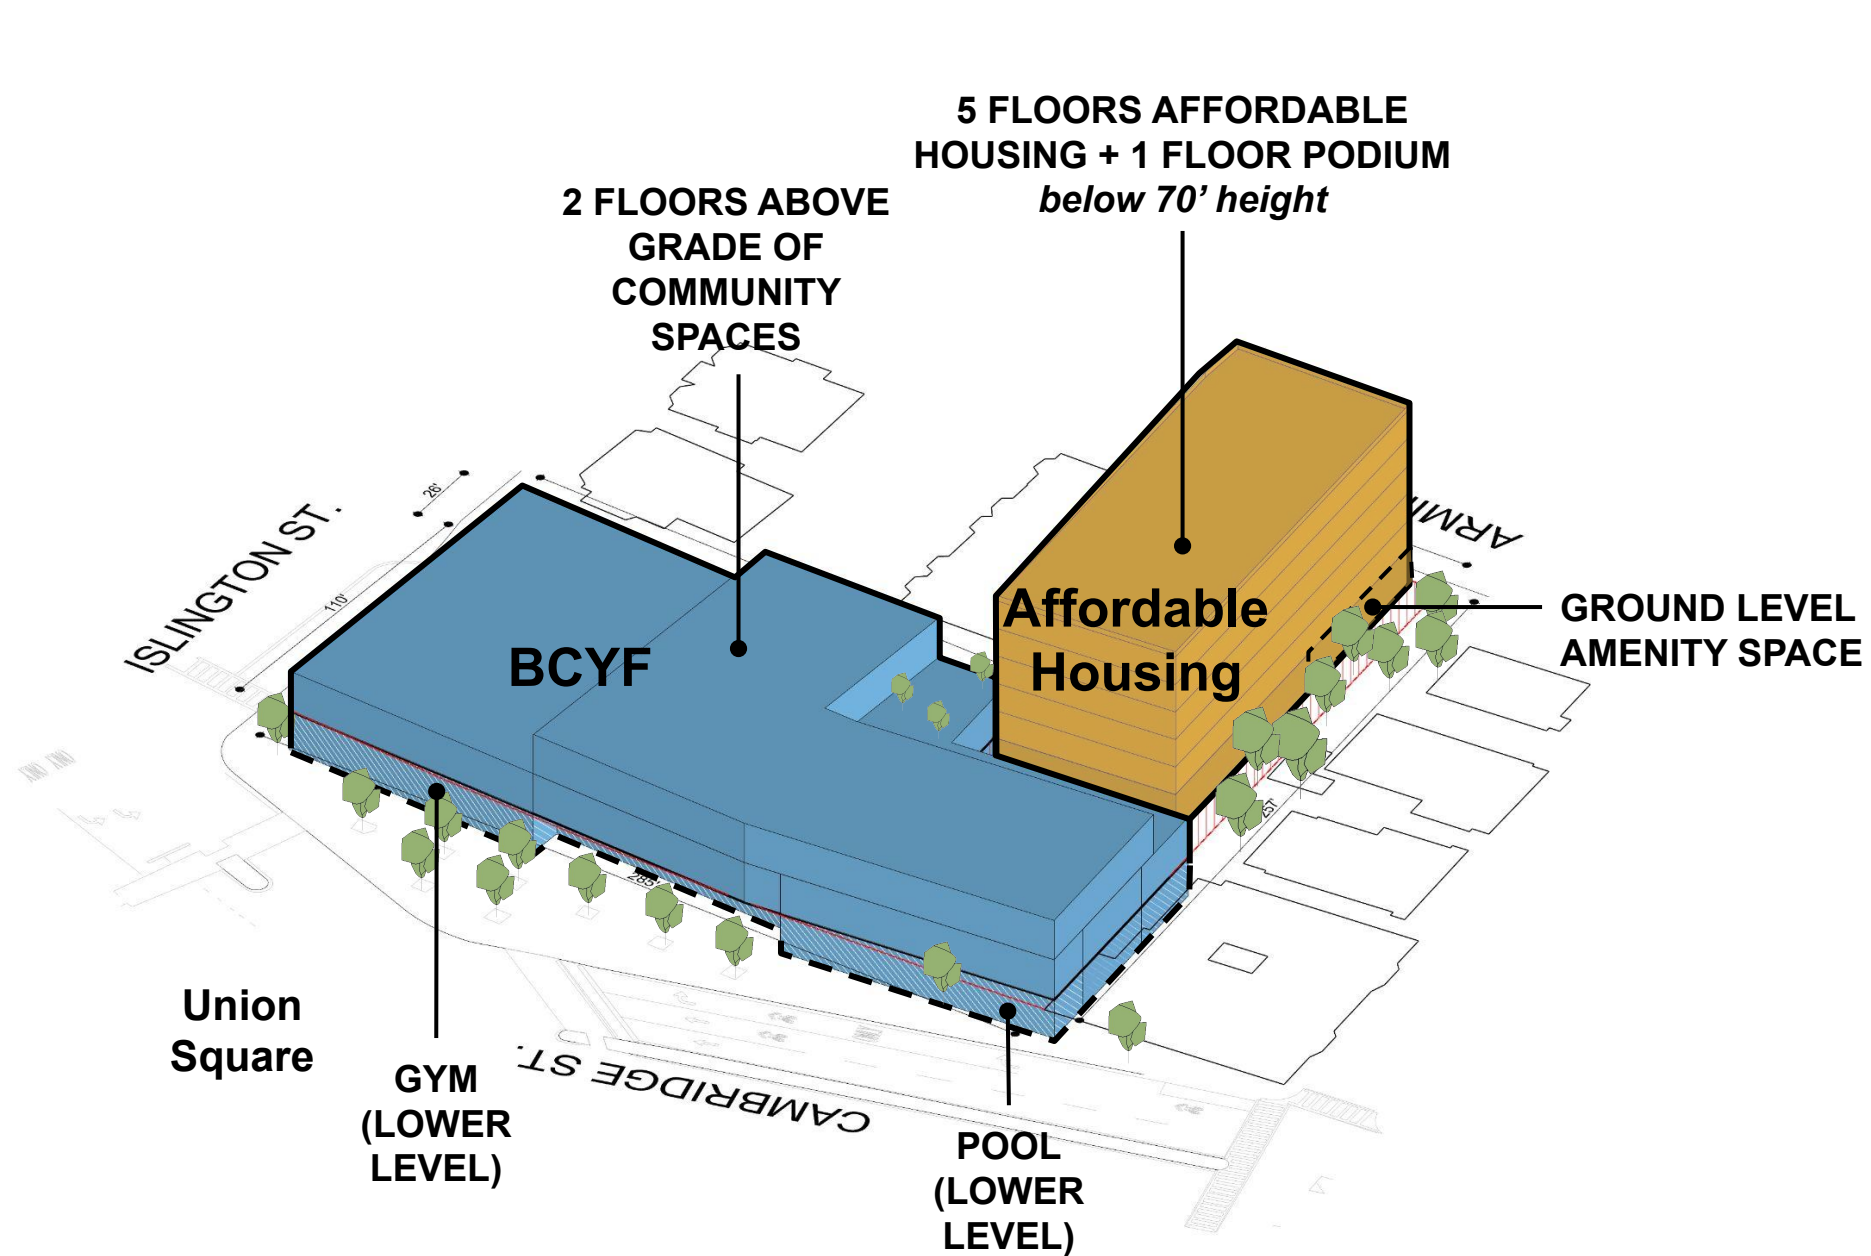 5 FLOORS AFFORDABLE
HOUSING + 1 FLOOR PODIUM
below 70’ height
2 FLOORS ABOVE
GRADE OF
COMMUNITY
SPACES
26'
ISLINGTON ST.
110'
BCYF
Affordable
Housing
GROUND LEVEL
AMENITY SPACE
285'
Union
Square
CAMBRIDGE ST.
GYM
(LOWER
LEVEL)
POOL
(LOWER
LEVEL)